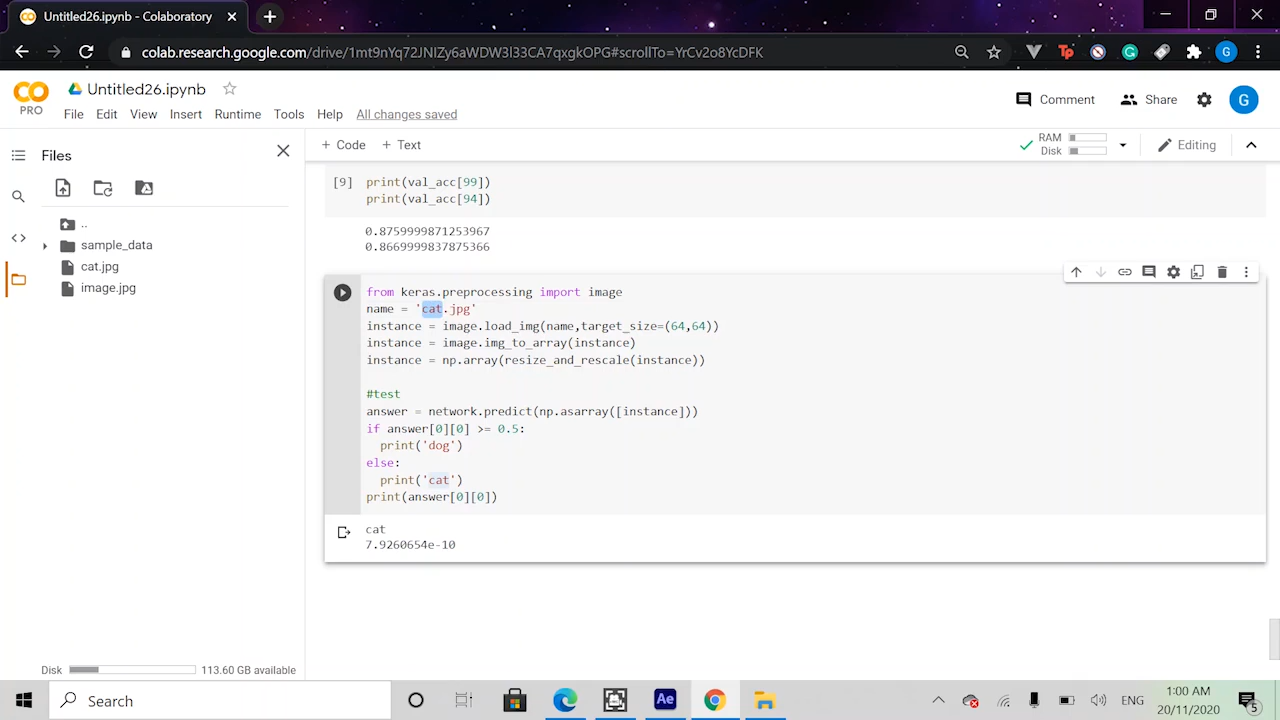 Untitled26.ipynb - Colaboratory
colab.research.google.com/drive/1mt9nYq72JNIZy6aWDW3l33CA7qxgkOPG#scrollTo=YrCv2o8YcDFK
G
CO
PRO
Untitled26.ipynb
File Edit View Insert Runtime Tools Help All changes saved
Comment Share G
Files
+ Code + Text
RAM
Disk
Editing
..
sample_data
cat.jpg
image.jpg
[9] print(val_acc[99])
print(val_acc[94])
0.8759999871253967
0.8669999837875366
from keras.preprocessing import image
name = 'cat.jpg'
instance = image.load_img(name,target_size=(64,64))
instance = image.img_to_array(instance)
instance = np.array(resize_and_rescale(instance))
#test
answer = network.predict(np.asarray([instance]))
if answer[0][0] >= 0.5:
print('dog')
else:
print('cat')
print(answer[0][0])
cat
7.9260654e-10
Disk 113.60 GB available
Search
Ae
ENG
1:00 AM
20/11/2020
5